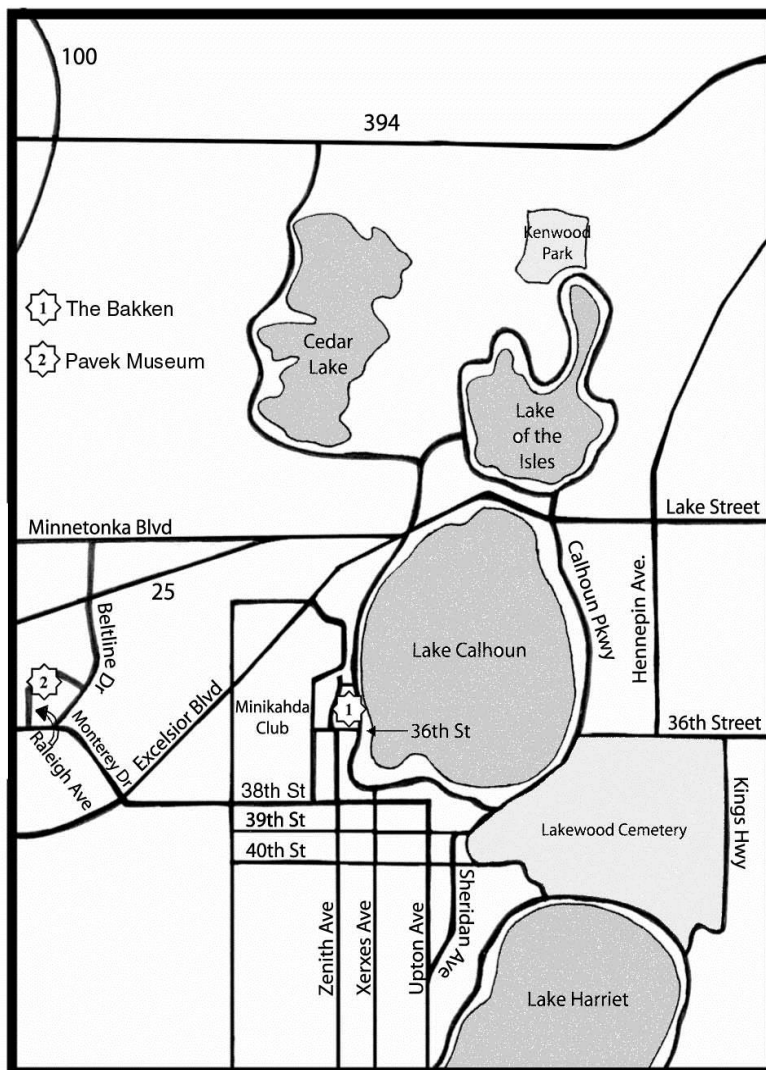 100
394
Kenwood
Park
1 The Bakken
2 Pavek Museum
Cedar
Lake
Lake
of the
Isles
Minnetonka Blvd
Lake Street
25
Beltline Dr
Calhoun Pkwy
Hennepin Ave.
Lake Calhoun
2
1
Minikahda
Club
Excelsior Blvd
Monterey Dr
Raleigh Ave
36th St
36th Street
38th St
39th St
40th St
Lakewood Cemetery
Kings Hwy
Zenith Ave
Xerxes Ave
Upton Ave
Sheridan Ave
Lake Harriet